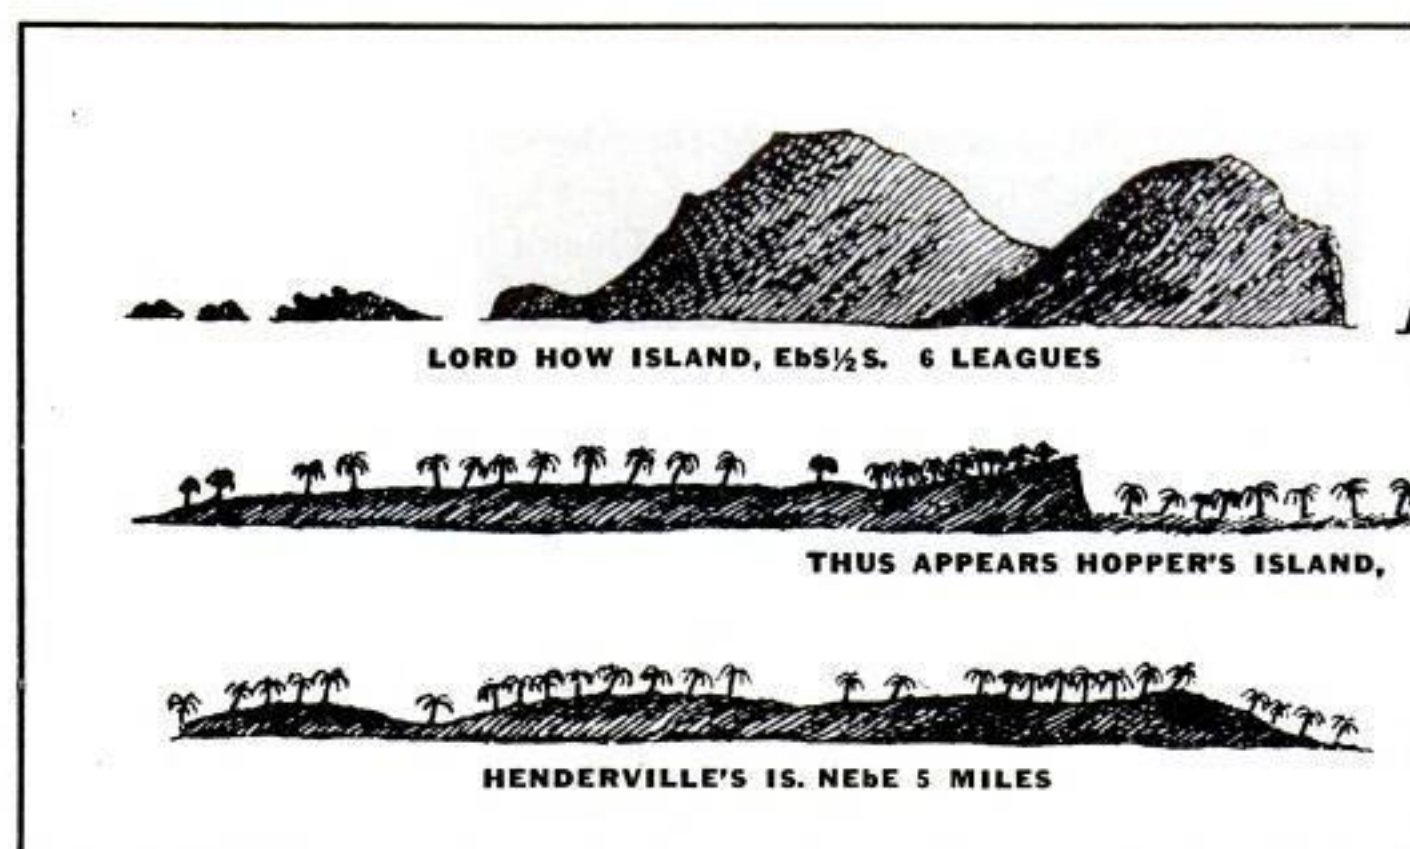 LORD HOW ISLAND, EbS½S. 6 LEAGUES
THUS APPEARS HOPPER'S ISLAND,
HENDERVILLE'S IS. NEbE 5 MILES